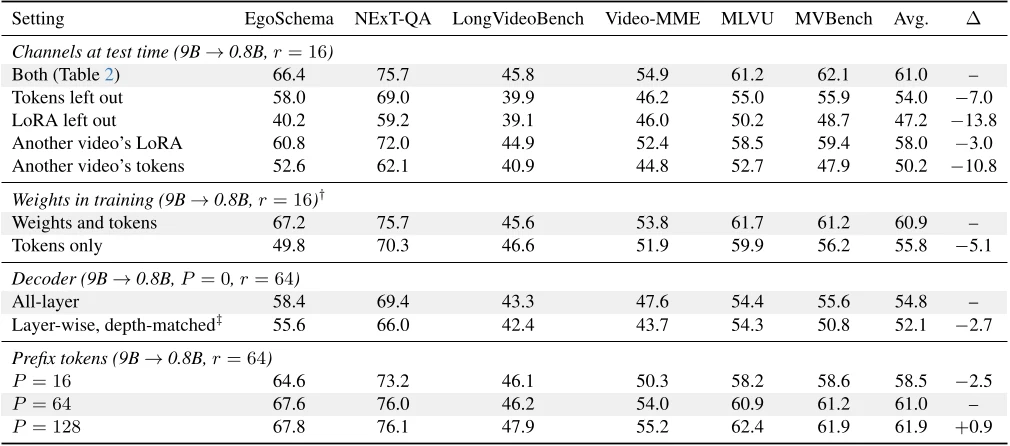 Setting EgoSchema NExT-QA LongVideoBench Video-MME MLVU MVBench Avg. Δ
Channels at test time (9B → 0.8B, r = 16)
Both (Table 2) 66.4 75.7 45.8 54.9 61.2 62.1 61.0 –
Tokens left out 58.0 69.0 39.9 46.2 55.0 55.9 54.0 −7.0
LoRA left out 40.2 59.2 39.1 46.0 50.2 48.7 47.2 −13.8
Another video's LoRA 60.8 72.0 44.9 52.4 58.5 59.4 58.0 −3.0
Another video's tokens 52.6 62.1 40.9 44.8 52.7 47.9 50.2 −10.8
Weights in training (9B → 0.8B, r = 16)†
Weights and tokens 67.2 75.7 45.6 53.8 61.7 61.2 60.9 –
Tokens only 49.8 70.3 46.6 51.9 59.9 56.2 55.8 −5.1
Decoder (9B → 0.8B, P = 0, r = 64)
All-layer 58.4 69.4 43.3 47.6 54.4 55.6 54.8 –
Layer-wise, depth-matched‡ 55.6 66.0 42.4 43.7 54.3 50.8 52.1 −2.7
Prefix tokens (9B → 0.8B, r = 64)
P = 16 64.6 73.2 46.1 50.3 58.2 58.6 58.5 −2.5
P = 64 67.6 76.0 46.2 54.0 60.9 61.2 61.0 –
P = 128 67.8 76.1 47.9 55.2 62.4 61.9 61.9 +0.9